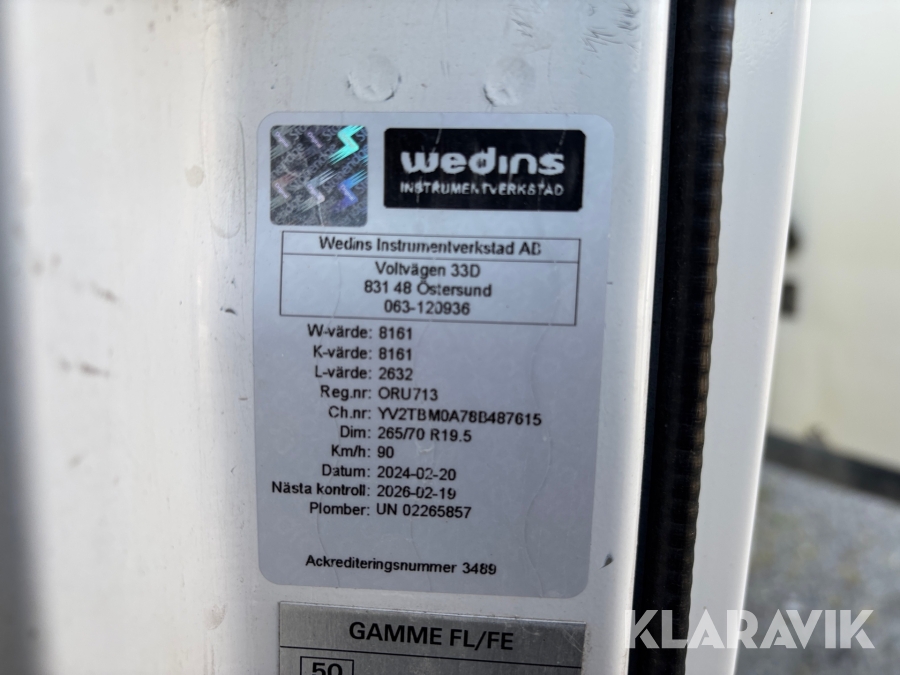 wedins
INSTRUMENTVERKSTAD
Wedins Instrumentverkstad AB
Voltvägen 33D
831 48 Östersund
063-120936
W-värde: 8161
K-värde: 8161
L-värde: 2632
Reg.nr: ORU713
Ch.nr: YV2TBM0A78B487615
Dim: 265/70 R19.5
Km/h: 90
Datum: 2024-02-20
Nästa kontroll: 2026-02-19
Plomber: UN 02265857
Ackrediteringsnummer 3489
GAMME FL/FE
50
KLARAVIK